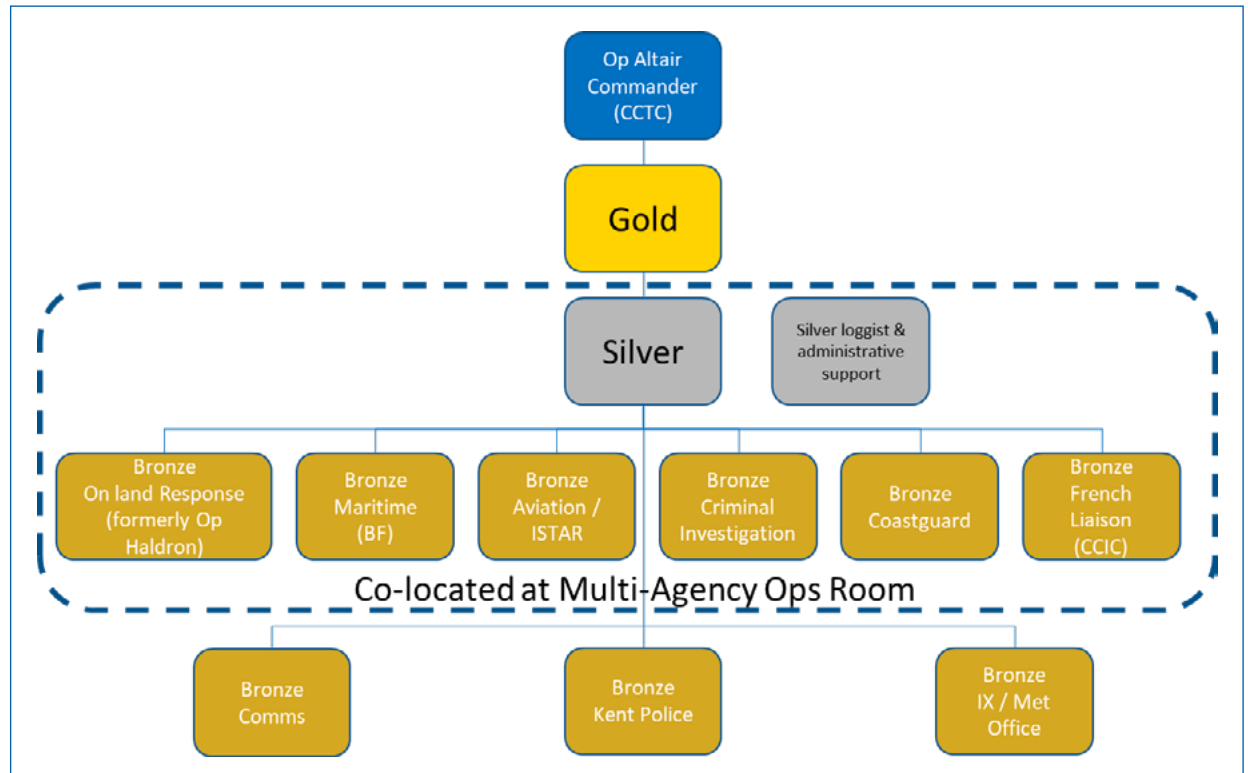 Op Altair
Commander
(CCTC)
Gold
Silver
Silver loggist &
administrative
support
Bronze
On land Response
(formerly Op
Haldron)
Bronze
Maritime
(BF)
Bronze
Aviation /
ISTAR
Bronze
Criminal
Investigation
Bronze
Coastguard
Bronze
French
Liaison
(CCIC)
Co-located at Multi-Agency Ops Room
Bronze
Comms
Bronze
Kent Police
Bronze
IX / Met
Office